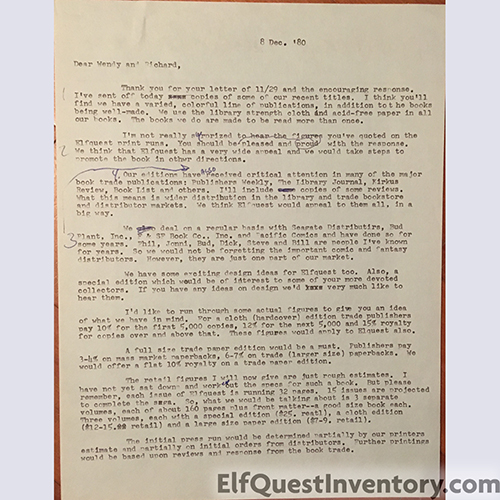 8 Dec. '80
Dear Wendy and Richard,
Thank you for your letter of 11/29 and the encouraging response.
I've sent off today copies of some of our recent titles. I think you'll
find we have a varied, colorful line of publications, in addition tot he books
being well-made. We use the library strength cloth and acid-free paper in all
our books. The books we do are made to be read more than once.
I'm not really surprized to hear the figures you've quoted on the
Elfquest print runs. You should be pleased and proud with the response.
We think that Elfquest has a very wide appeal and we would take steps to
promote the book in other directions.
Our editions have also received critical attention in many of the major
book trade publications; Publishers Weekly, The Library Journal, Kirkus
Review, Book List and others. I'll include copies of some reviews.
What this means is wider distribution in the library and trade bookstore
and distributor markets. We think Elfquest would appeal to them all, in a
big way.
We deal on a regular basis with Seagate Distributirs, Bud
Plant, Inc., F & SF Book Co., Inc. and Pacific Comics and have done so for
some years. Phil, Jonni, Bud, Dick, Steve and Bill are people I've known
for years. So we would not be forgetting the important comic and fantasy
distributors. However, they are just one part of our market.
We have some exciting design ideas for Elfquest too. Also, a
special edition which would be of interest to some of your more devoted
collectors. If you have any ideas on design we'd very much like to
hear them.
I'd like to run through some actual figures to give you an idea
of what we have in mind. For a cloth (hardcover) edition trade publishers
pay 10% for the first 5,000 copies, 12% for the next 5,000 and 15% royalty
for copies over and above that. These figures would apply to Elquest also.
A full size trade paper edition would be a must. Publishers pay
3-4% on mass market paperbacks, 6-7% on trade (larger size) paperbacks. We
would offer a flat 10% royalty on a trade paper edition.
The retail figures I will now give are just rough estimates. I
have not yet sat down and work out the specs for such a book. But please
remember, each issue of Elfquest is running 32 pages. 15 issues are projected
to complete the saga. So, what we would be talking about is 3 separate
volumes, each of about 160 pages plus front matter--a good size book each.
Three volumes, each with a special edition ($25. reatl), a cloth edition
($12-15. retail) and a large size paper edition ($7-9. retail).
The initial press run would be determined partially by our printers
estimate and partially on initial orders from distributors. Further printings
would be based upon reviews and response from the book trade.
ElfQuestInventory.com